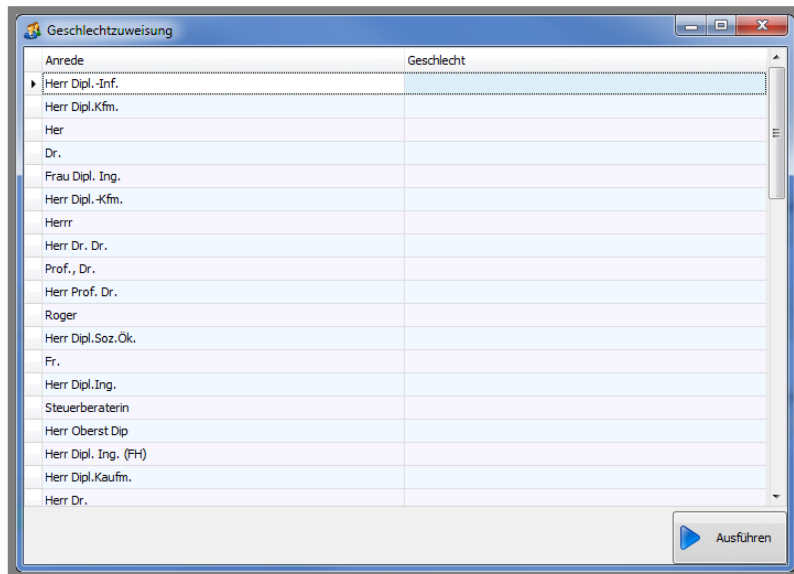 Geschlechtzuweisung
Anrede Geschlecht
Herr Dipl.-Inf.
Herr Dipl.Kfm.
Her
Dr.
Frau Dipl. Ing.
Herr Dipl.-Kfm.
Herrr
Herr Dr. Dr.
Prof., Dr.
Herr Prof. Dr.
Roger
Herr Dipl.Soz.Ök.
Fr.
Herr Dipl.Ing.
Steuerberaterin
Herr Oberst Dip
Herr Dipl. Ing. (FH)
Herr Dipl.Kaufm.
Herr Dr.
Ausführen